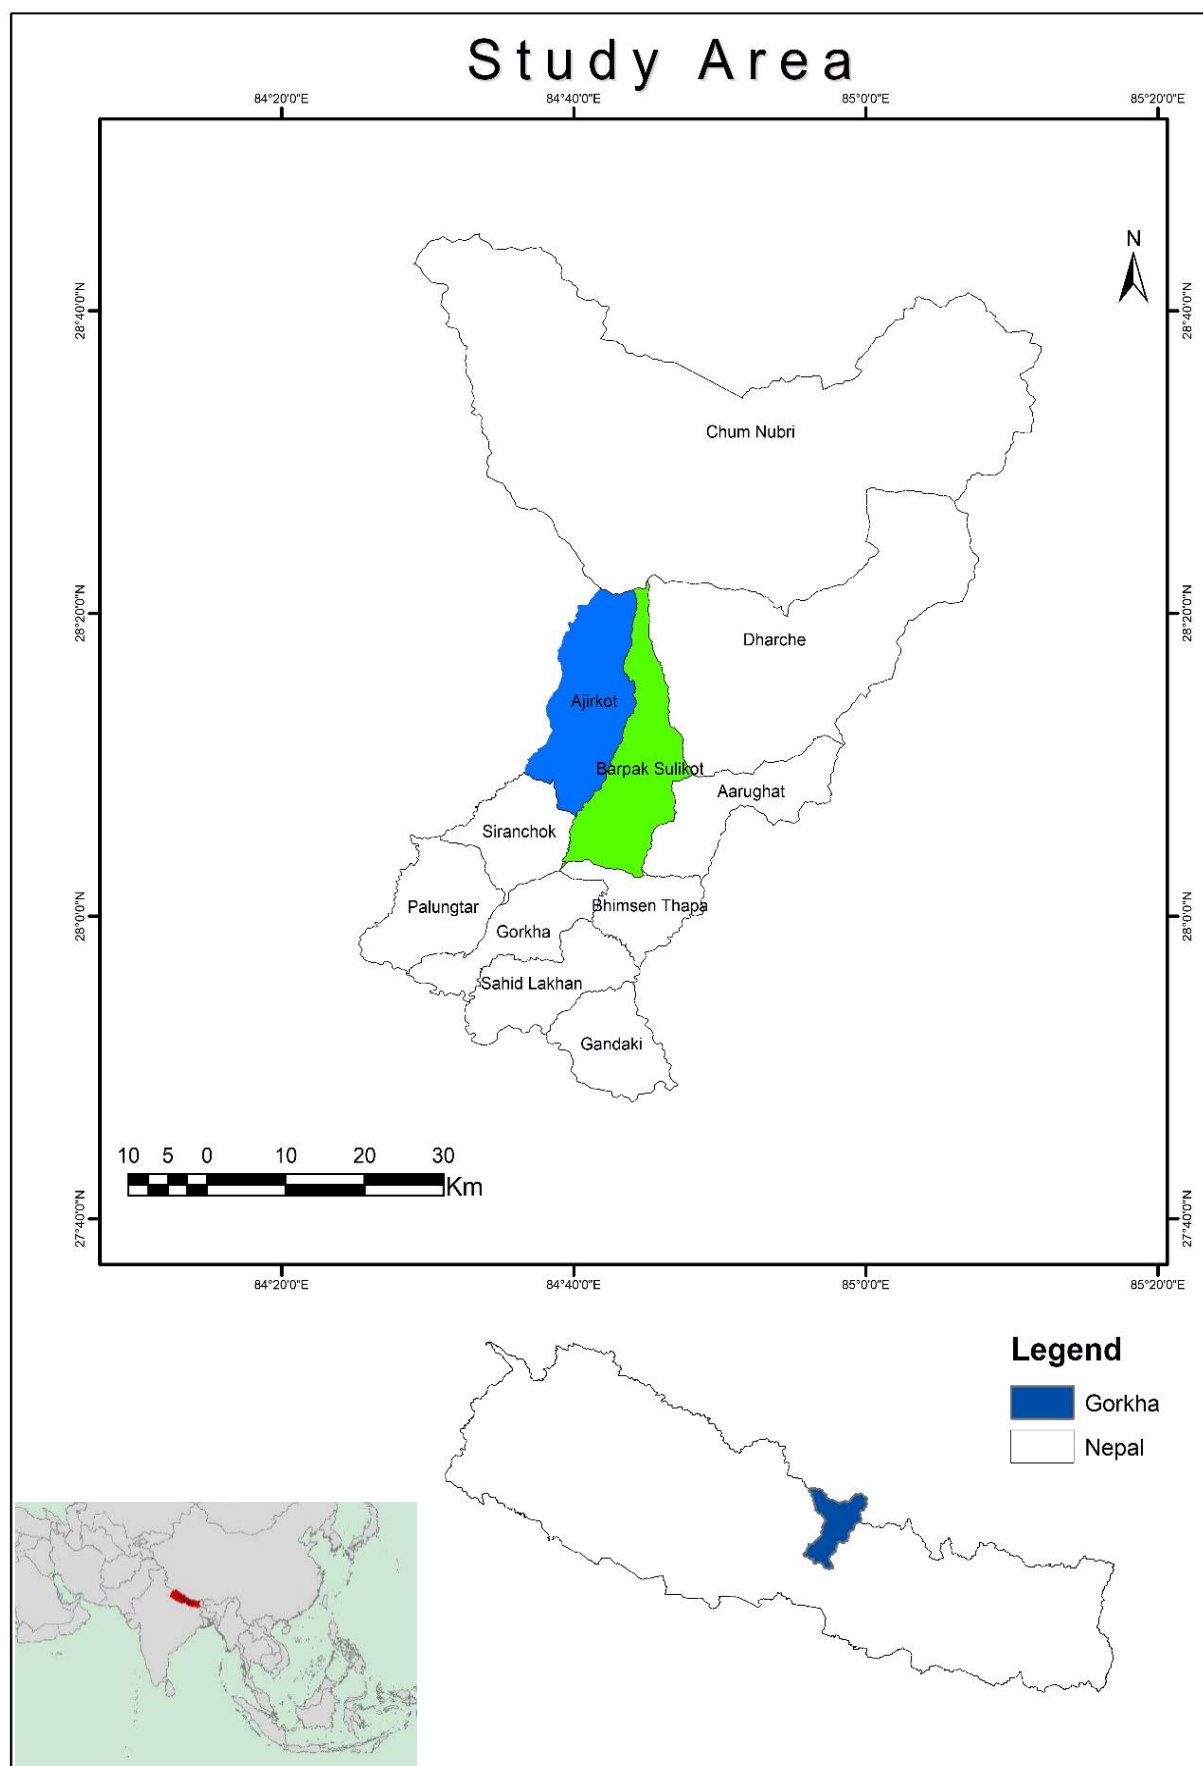 Study Area
84°20'0"E 84°40'0"E 85°0'0"E 85°20'0"E
N
28°40'0"N 28°40'0"N
Chum Nubri
28°20'0"N 28°20'0"N
Dharche
Ajirkot
Barpak Sulikot
Aarughat
Siranchok
Palungtar
Bhimsen Thapa
28°0'0"N 28°0'0"N
Gorkha
Sahid Lakhan
Gandaki
10 5 0 10 20 30
Km
27°40'0"N 27°40'0"N
84°20'0"E 84°40'0"E 85°0'0"E 85°20'0"E
Legend
Gorkha
Nepal